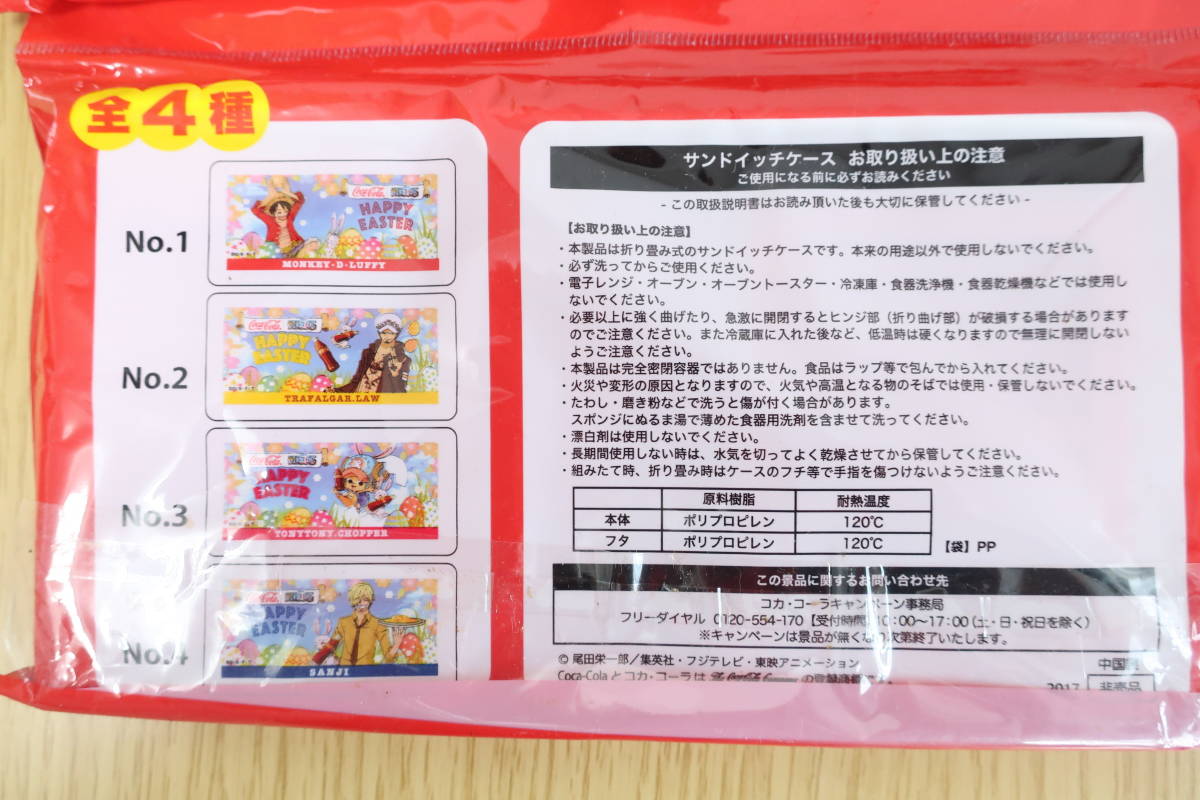 全4種
No.1
Coca-Cola
HAPPY
EASTER
MONKEY·D·LUFFY
No.2
Coca-Cola
HAPPY
EASTER
TRAFALGAR.LAW
No.3
Coca-Cola
HAPPY
EASTER
TONYTONY.CHOPPER
No.4
Coca-Cola
HAPPY
EASTER
SANJI
サンドイッチケース お取り扱い上の注意
ご使用になる前に必ずお読みください
- この取扱説明書はお読み頂いた後も大切に保管してください -
【お取り扱い上の注意】
・本製品は折り畳み式のサンドイッチケースです。本来の用途以外で使用しないでください。
・必ず洗ってからご使用ください。
・電子レンジ・オーブン・オーブントースター・冷凍庫・食器洗浄機・食器乾燥機などでは使用し
ないでください。
・必要以上に強く曲げたり、急激に開閉するとヒンジ部（折り曲げ部）が破損する場合があります
のでご注意ください。また冷蔵庫に入れた後など、低温時は硬くなりますので無理に開閉しない
ようご注意ください。
・本製品は完全密閉容器ではありません。食品はラップ等で包んでから入れてください。
・火災や変形の原因となりますので、火気や高温となる物のそばでは使用・保管しないでください。
・たわし・磨き粉などで洗うと傷が付く場合があります。
スポンジにぬるま湯で薄めた食器用洗剤を含ませて洗ってください。
・漂白剤は使用しないでください。
・長期間使用しない時は、水気を切ってよく乾燥させてから保管してください。
・組みたて時、折り畳み時はケースのフチ等で手指を傷つけないようご注意ください。
原料樹脂 耐熱温度
本体 ポリプロピレン 120℃
フタ ポリプロピレン 120℃
【袋】PP
この景品に関するお問い合わせ先
コカ・コーラキャンペーン事務局
フリーダイヤル 0120-554-170【受付時間】10:00～17:00（土・日・祝日を除く）
※キャンペーンは景品が無くなり次第終了いたします。
© 尾田栄一郎／集英社・フジテレビ・東映アニメーション
中国製
Coca-Cola とコカ・コーラは の登録商標
2017 非売品